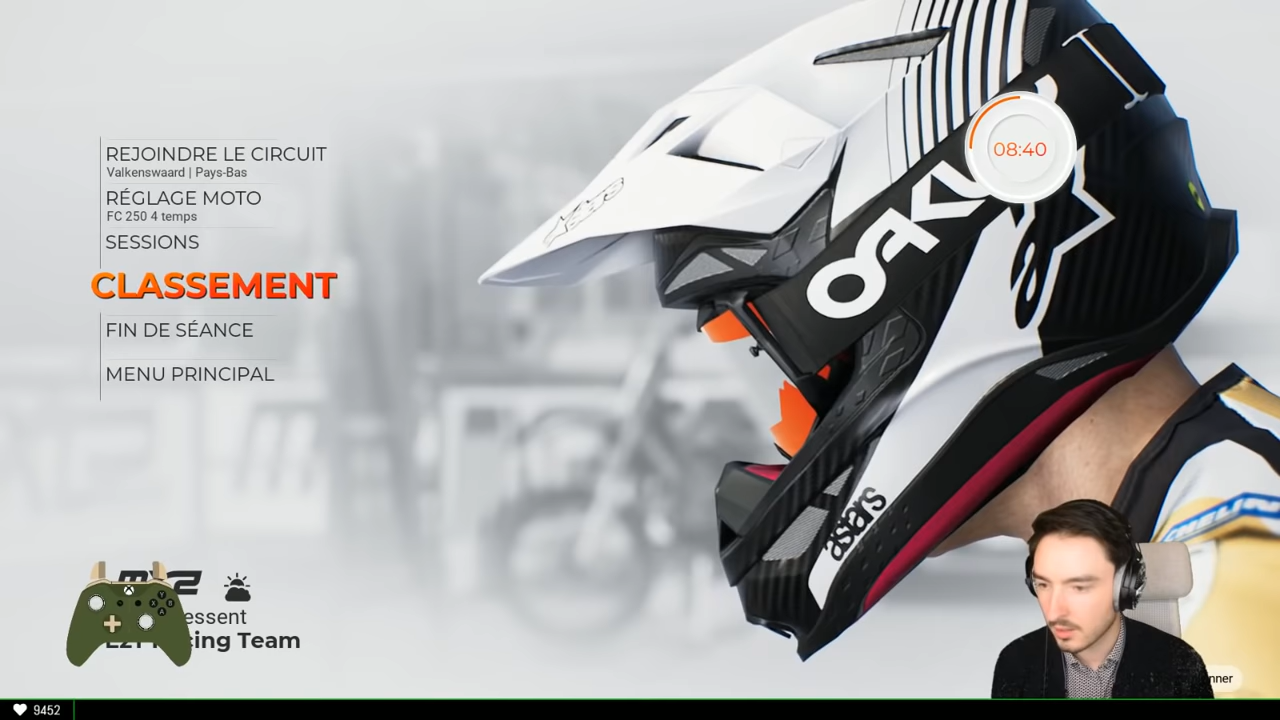 REJOINDRE LE CIRCUIT
Valkenswaard | Pays-Bas
RÉGLAGE MOTO
FC 250 4 temps
SESSIONS
CLASSEMENT
FIN DE SÉANCE
MENU PRINCIPAL
08:40
asters
Racing Team
9452